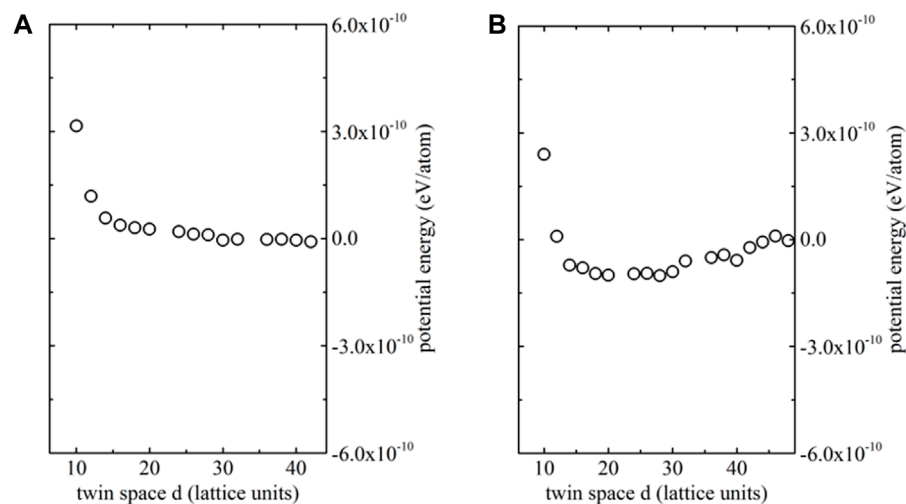 A
6.0x10⁻¹⁰
3.0x10⁻¹⁰
0.0
-3.0x10⁻¹⁰
-6.0x10⁻¹⁰
potential energy (eV/atom)
10 20 30 40
twin space d (lattice units)
B
6.0x10⁻¹⁰
3.0x10⁻¹⁰
0.0
-3.0x10⁻¹⁰
-6.0x10⁻¹⁰
potential energy (eV/atom)
10 20 30 40
twin space d (lattice units)